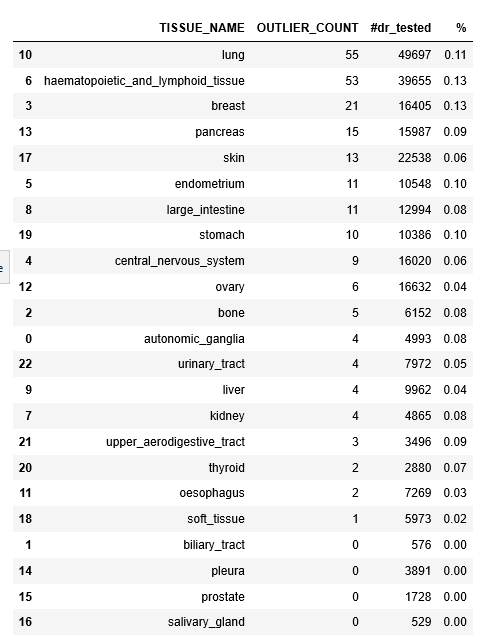 TISSUE_NAME OUTLIER_COUNT #dr_tested %
10 lung 55 49697 0.11
6 haematopoietic_and_lymphoid_tissue 53 39655 0.13
3 breast 21 16405 0.13
13 pancreas 15 15987 0.09
17 skin 13 22538 0.06
5 endometrium 11 10548 0.10
8 large_intestine 11 12994 0.08
19 stomach 10 10386 0.10
4 central_nervous_system 9 16020 0.06
12 ovary 6 16632 0.04
2 bone 5 6152 0.08
0 autonomic_ganglia 4 4993 0.08
22 urinary_tract 4 7972 0.05
9 liver 4 9962 0.04
7 kidney 4 4865 0.08
21 upper_aerodigestive_tract 3 3496 0.09
20 thyroid 2 2880 0.07
11 oesophagus 2 7269 0.03
18 soft_tissue 1 5973 0.02
1 biliary_tract 0 576 0.00
14 pleura 0 3891 0.00
15 prostate 0 1728 0.00
16 salivary_gland 0 529 0.00